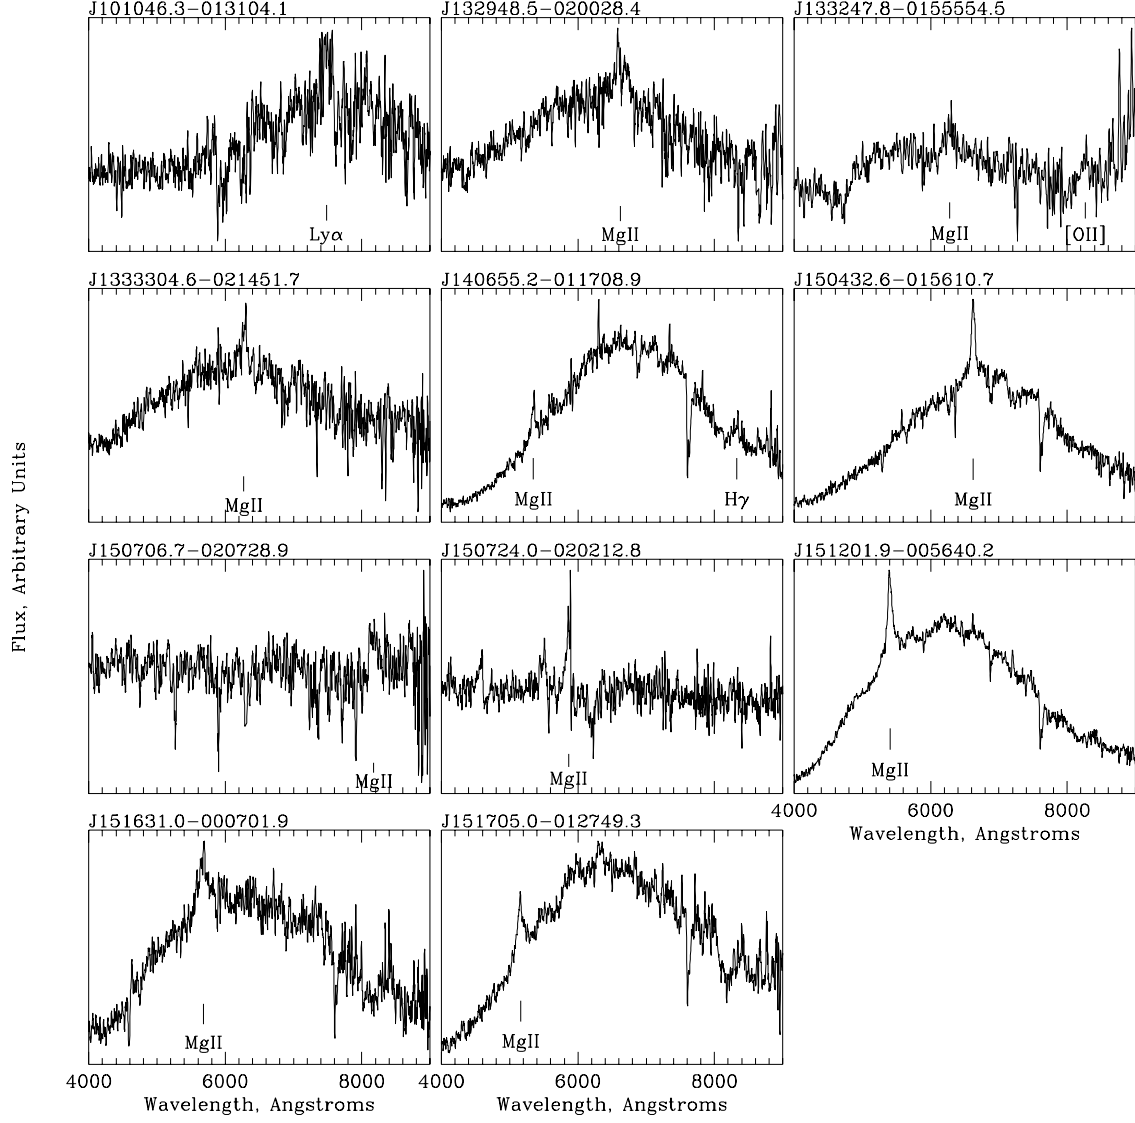 J101046.3−013104.1
J132948.5−020028.4
J133247.8−0155554.5
Lyα
MgII
MgII
[OII]
J1333304.6−021451.7
J140655.2−011708.9
J150432.6−015610.7
MgII
MgII
Hγ
MgII
Flux, Arbitrary Units
J150706.7−020728.9
J150724.0−020212.8
J151201.9−005640.2
MgII
MgII
MgII
4000
6000
8000
Wavelength, Angstroms
J151631.0−000701.9
J151705.0−012749.3
MgII
MgII
4000
6000
8000
4000
6000
8000
Wavelength, Angstroms
Wavelength, Angstroms